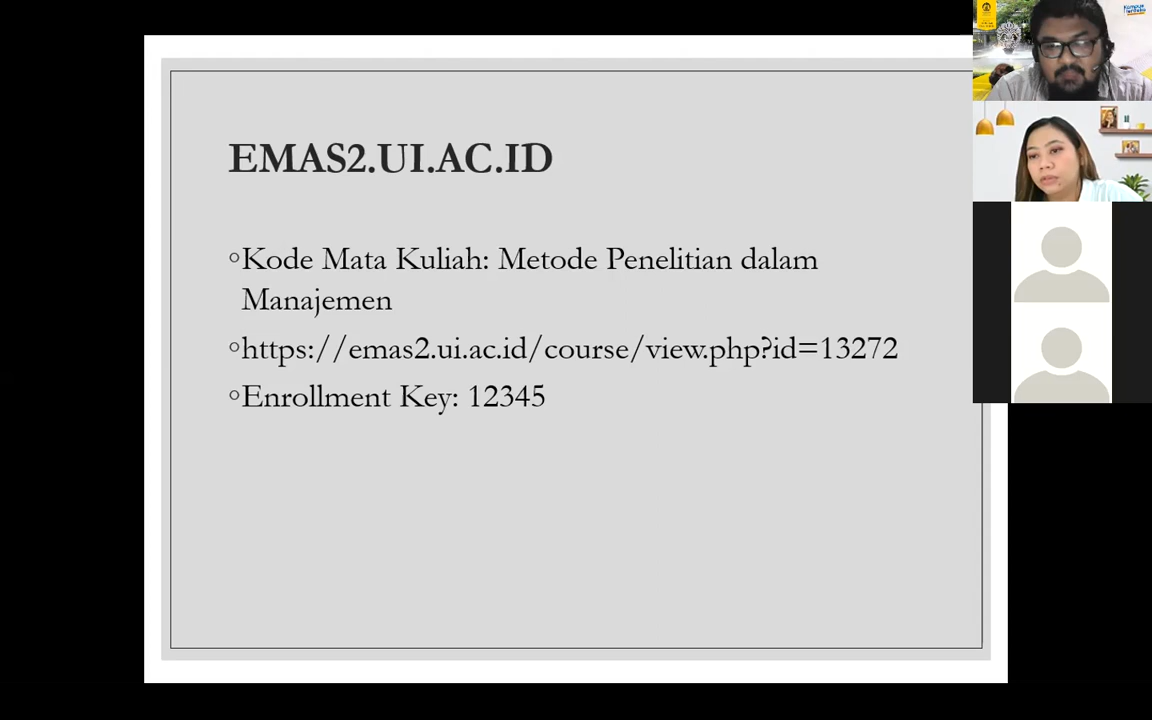 EMAS2.UI.AC.ID
Kode Mata Kuliah: Metode Penelitian dalam
Manajemen
https://emas2.ui.ac.id/course/view.php?id=13272
Enrollment Key: 12345